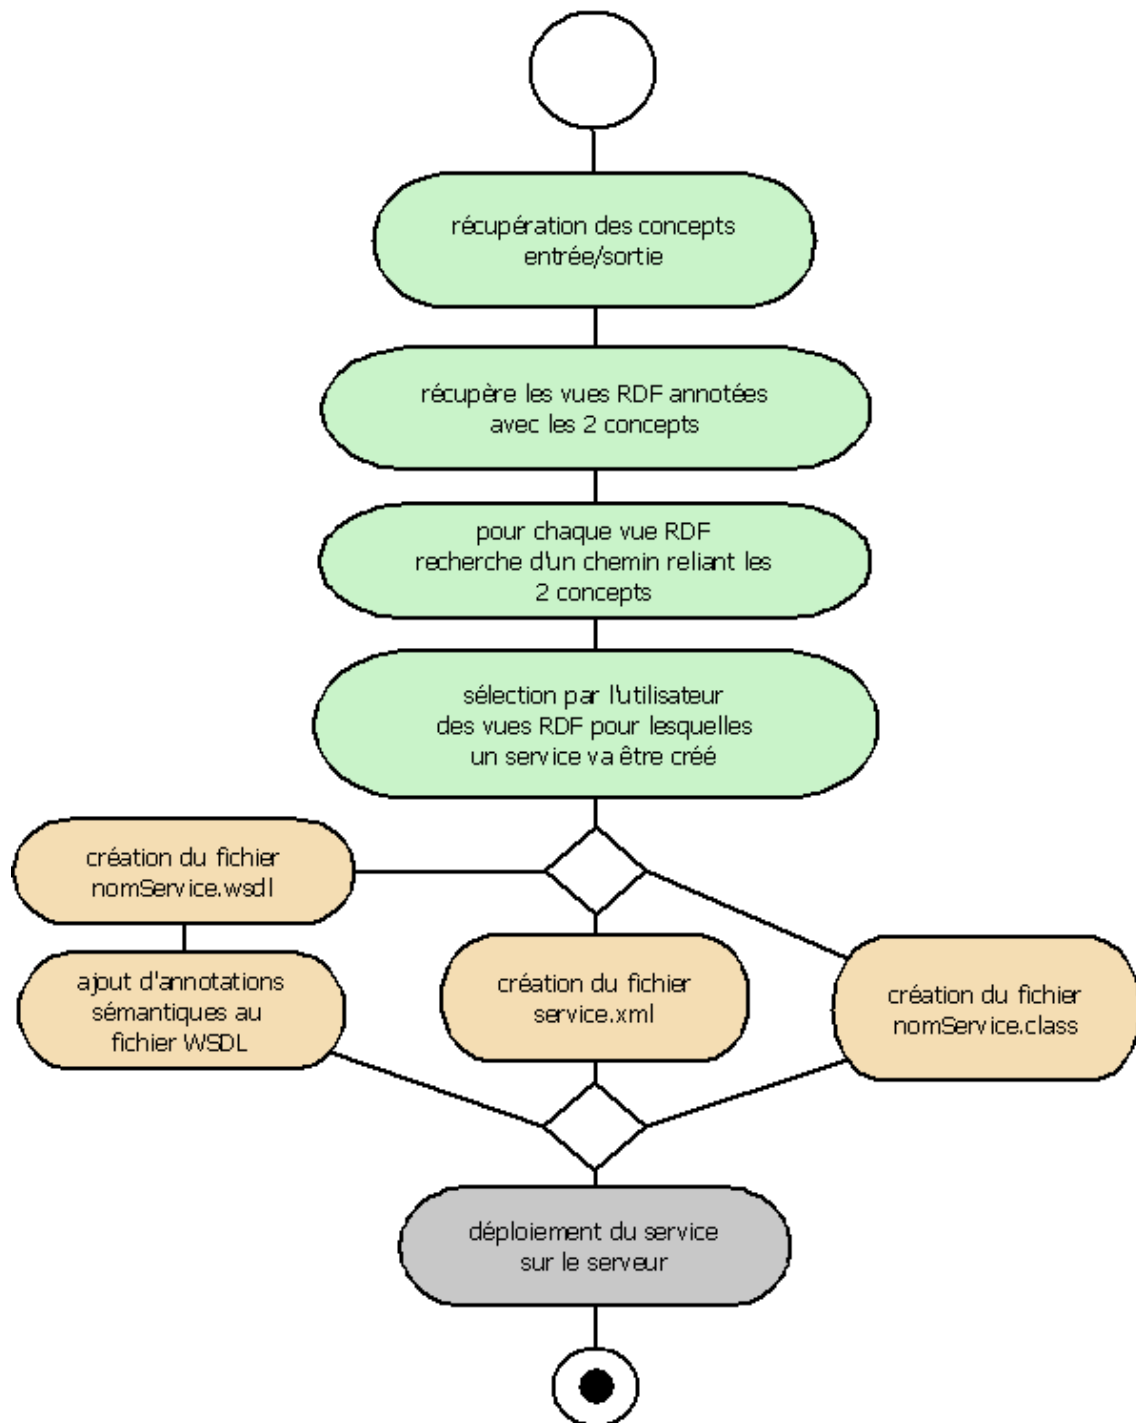 récupération des concepts
entrée/sortie
récupère les vues RDF annotées
avec les 2 concepts
pour chaque vue RDF
recherche d'un chemin reliant les
2 concepts
sélection par l'utilisateur
des vues RDF pour lesquelles
un service va être créé
création du fichier
nomService.wsdl
ajout d'annotations
sémantiques au
fichier WSDL
création du fichier
service.xml
création du fichier
nomService.class
déploiement du service
sur le serveur